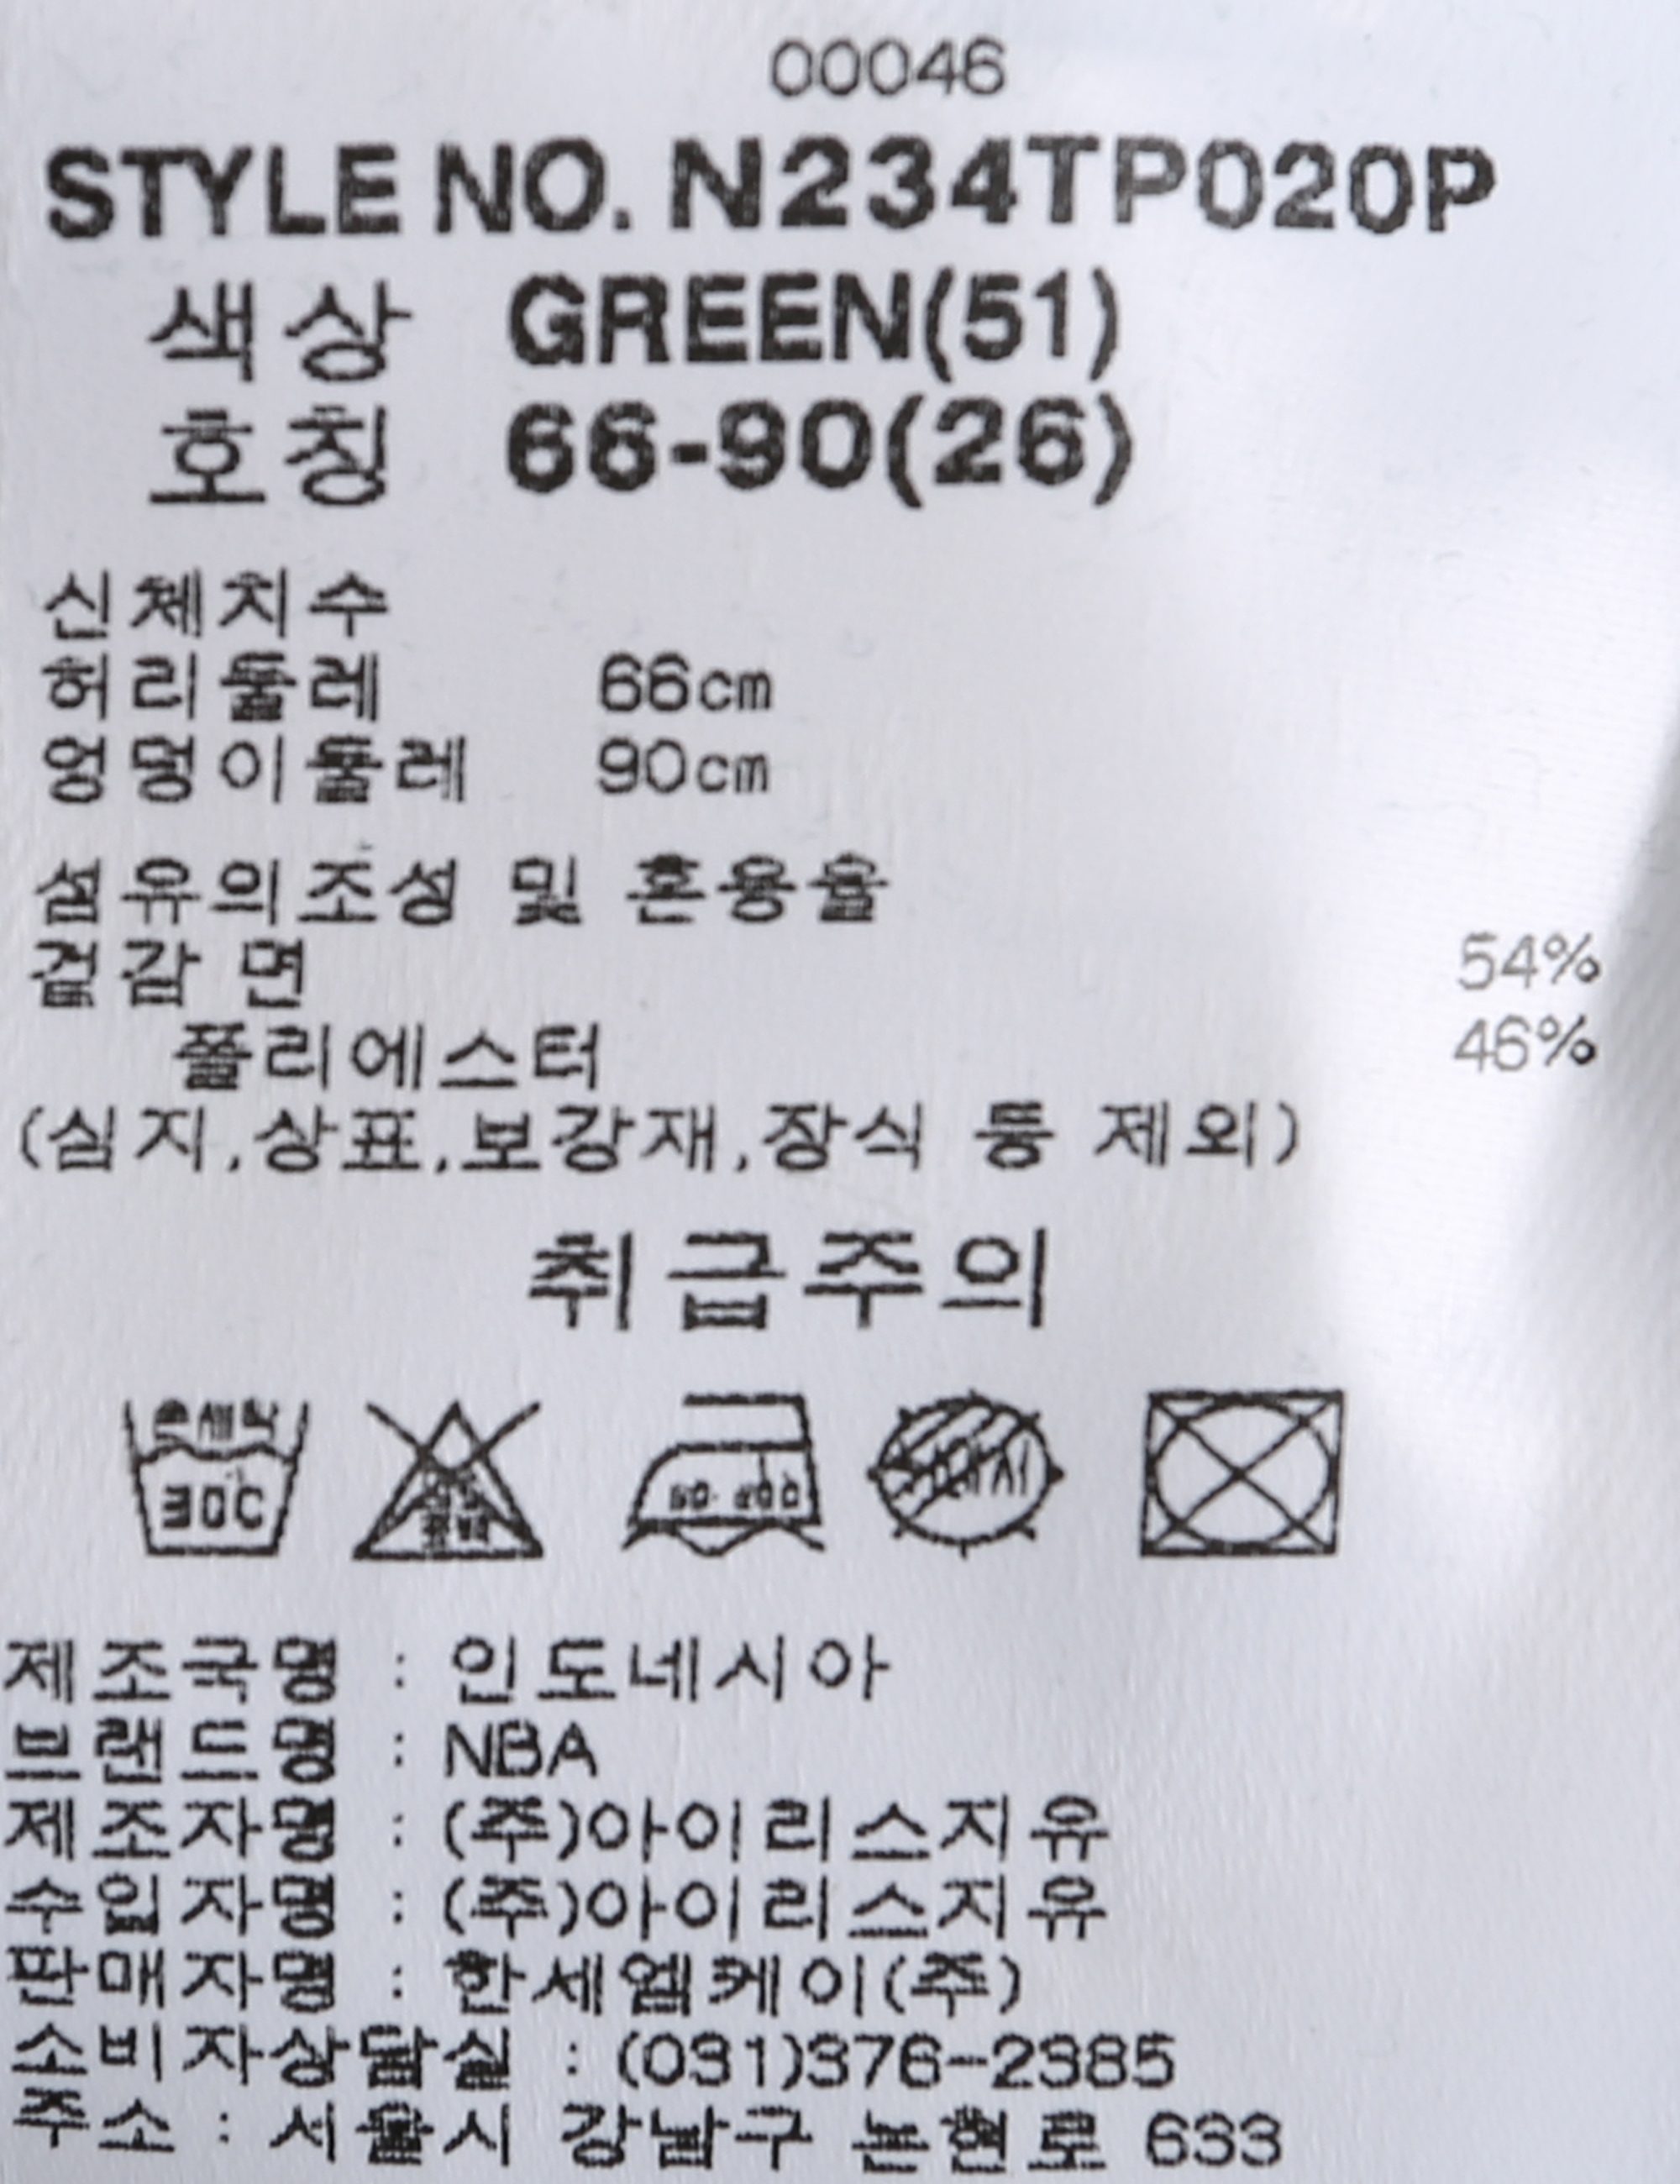 00046
STYLE NO. N234TP020P
색상 GREEN(51)
호칭 66-90(26)
신체치수
허리둘레 66cm
엉덩이둘레 90cm
섬유의조성 및 혼용율
겉감 면 54%
폴리에스터 46%
(심지,상표,보강재,장식 등 제외)
취급주의
30C
제조국명 : 인도네시아
브랜드명 : NBA
제조자명 : (주)아이리스지유
수입자명 : (주)아이리스지유
판매자명 : 한세엠케이(주)
소비자상담실 : (031)376-2385
주소 : 서울시 강남구 논현로 633